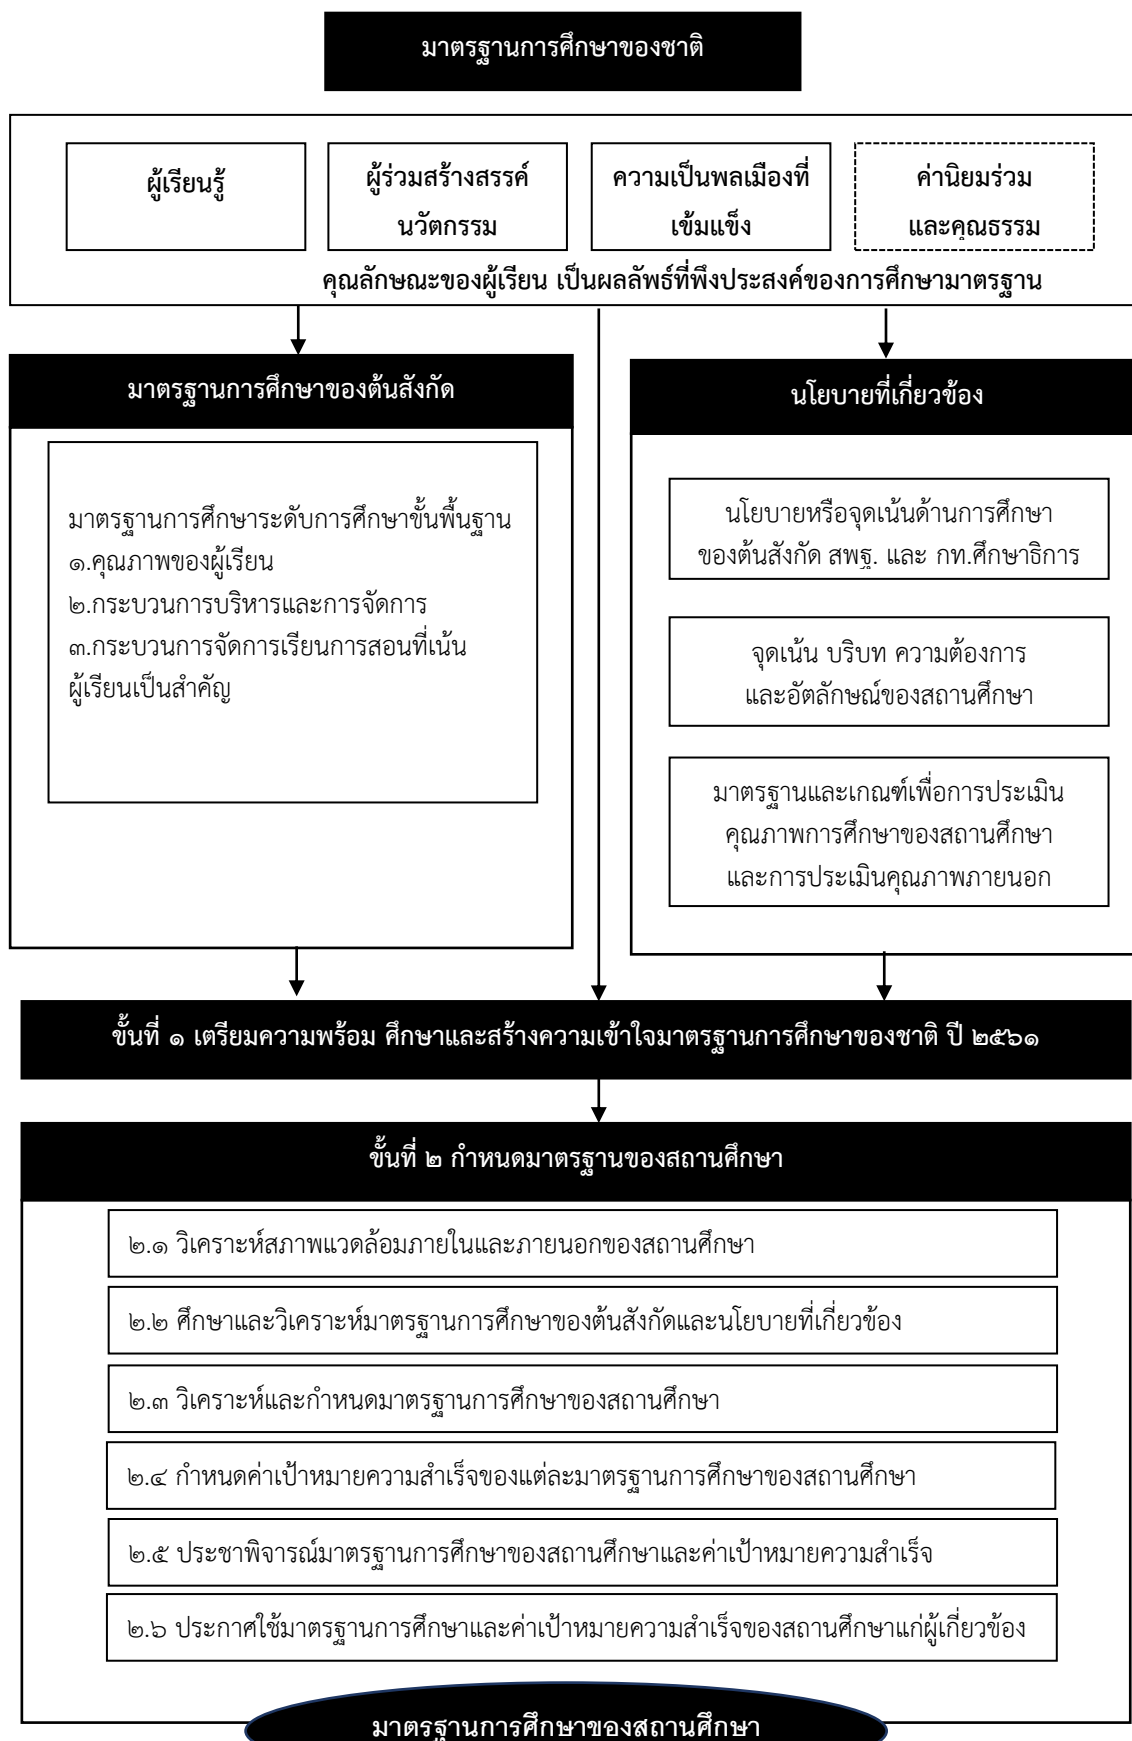 มาตรฐานการศึกษาของชาติ
ผู้เรียนรู้
ผู้ร่วมสร้างสรรค์
นวัตกรรม
ความเป็นพลเมืองที่
เข้มแข็ง
ค่านิยมร่วม
และคุณธรรม
คุณลักษณะของผู้เรียน เป็นผลลัพธ์ที่พึงประสงค์ของการศึกษามาตรฐาน
มาตรฐานการศึกษาของต้นสังกัด
มาตรฐานการศึกษาระดับการศึกษาขั้นพื้นฐาน
๑.คุณภาพของผู้เรียน
๒.กระบวนการบริหารและการจัดการ
๓.กระบวนการจัดการเรียนการสอนที่เน้น
ผู้เรียนเป็นสำคัญ
นโยบายที่เกี่ยวข้อง
นโยบายหรือจุดเน้นด้านการศึกษา
ของต้นสังกัด สพฐ. และ กท.ศึกษาธิการ
จุดเน้น บริบท ความต้องการ
และอัตลักษณ์ของสถานศึกษา
มาตรฐานและเกณฑ์เพื่อการประเมิน
คุณภาพการศึกษาของสถานศึกษา
และการประเมินคุณภาพภายนอก
ขั้นที่ ๑ เตรียมความพร้อม ศึกษาและสร้างความเข้าใจมาตรฐานการศึกษาของชาติ ปี ๒๕๖๑
ขั้นที่ ๒ กำหนดมาตรฐานของสถานศึกษา
๒.๑ วิเคราะห์สภาพแวดล้อมภายในและภายนอกของสถานศึกษา
๒.๒ ศึกษาและวิเคราะห์มาตรฐานการศึกษาของต้นสังกัดและนโยบายที่เกี่ยวข้อง
๒.๓ วิเคราะห์และกำหนดมาตรฐานการศึกษาของสถานศึกษา
๒.๔ กำหนดค่าเป้าหมายความสำเร็จของแต่ละมาตรฐานการศึกษาของสถานศึกษา
๒.๕ ประชาพิจารณ์มาตรฐานการศึกษาของสถานศึกษาและค่าเป้าหมายความสำเร็จ
๒.๖ ประกาศใช้มาตรฐานการศึกษาและค่าเป้าหมายความสำเร็จของสถานศึกษาแก่ผู้เกี่ยวข้อง
มาตรฐานการศึกษาของสถานศึกษา